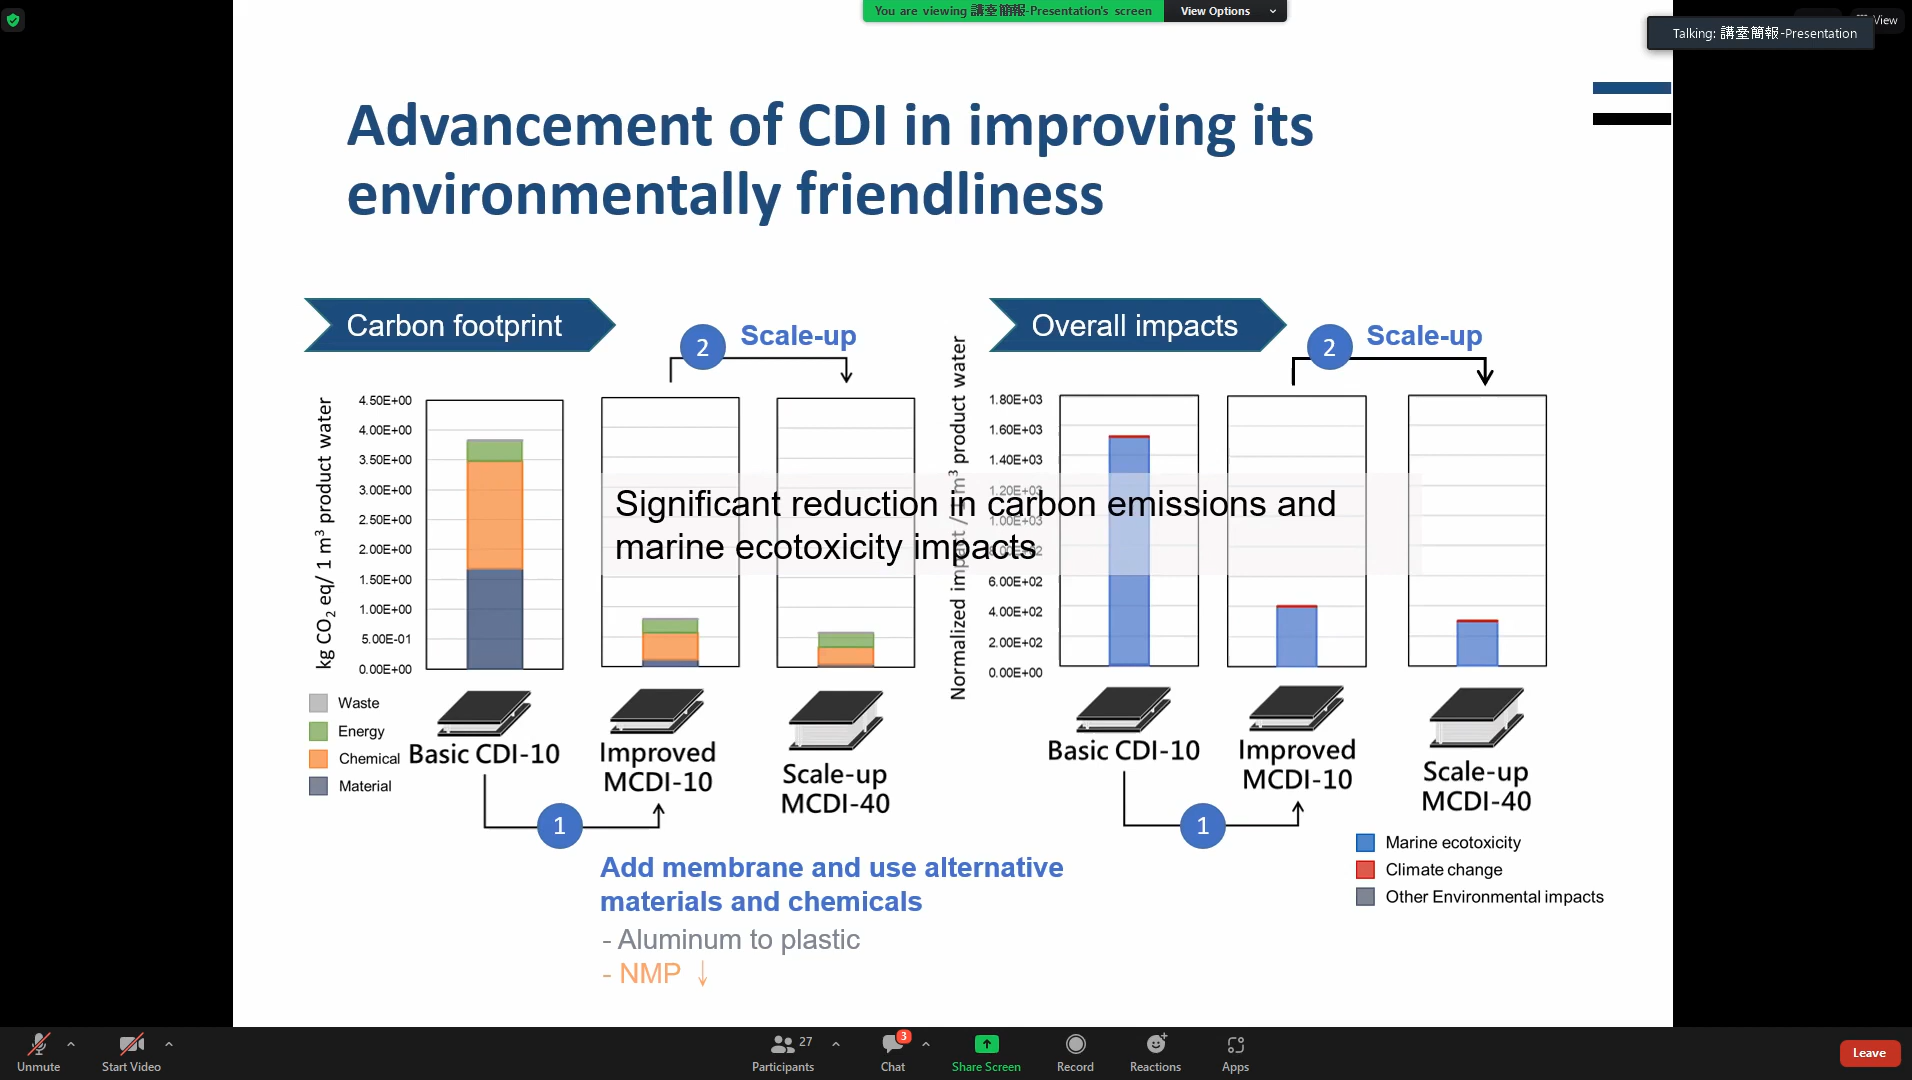 You are viewing 講臺簡報-Presentation's screen
View Options
View
Talking: 講臺簡報-Presentation
Advancement of CDI in improving its
environmentally friendliness
Carbon footprint
2
Scale-up
Overall impacts
2
Scale-up
kg CO2 eq/ 1 m³ product water
4.50E+00
4.00E+00
3.50E+00
3.00E+00
2.50E+00
2.00E+00
1.50E+00
1.00E+00
5.00E-01
0.00E+00
Normalized impact / 1 m³ product water
1.80E+03
1.60E+03
1.40E+03
1.20E+03
1.00E+03
8.00E+02
6.00E+02
4.00E+02
2.00E+02
0.00E+00
Significant reduction in carbon emissions and
marine ecotoxicity impacts
Waste
Energy
Chemical
Material
Basic CDI-10
Improved
MCDI-10
Scale-up
MCDI-40
1
Basic CDI-10
Improved
MCDI-10
Scale-up
MCDI-40
1
Marine ecotoxicity
Climate change
Other Environmental impacts
Add membrane and use alternative
materials and chemicals
- Aluminum to plastic
- NMP ↓
Unmute
Start Video
27
Participants
3
Chat
Share Screen
Record
Reactions
Apps
Leave